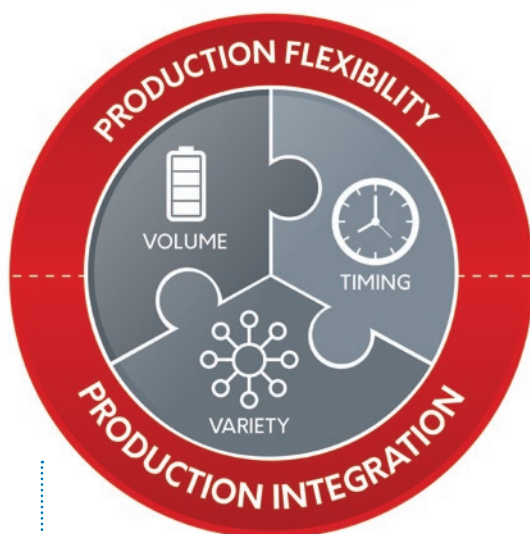 PRODUCTION FLEXIBILITY
VOLUME
TIMING
VARIETY
PRODUCTION INTEGRATION